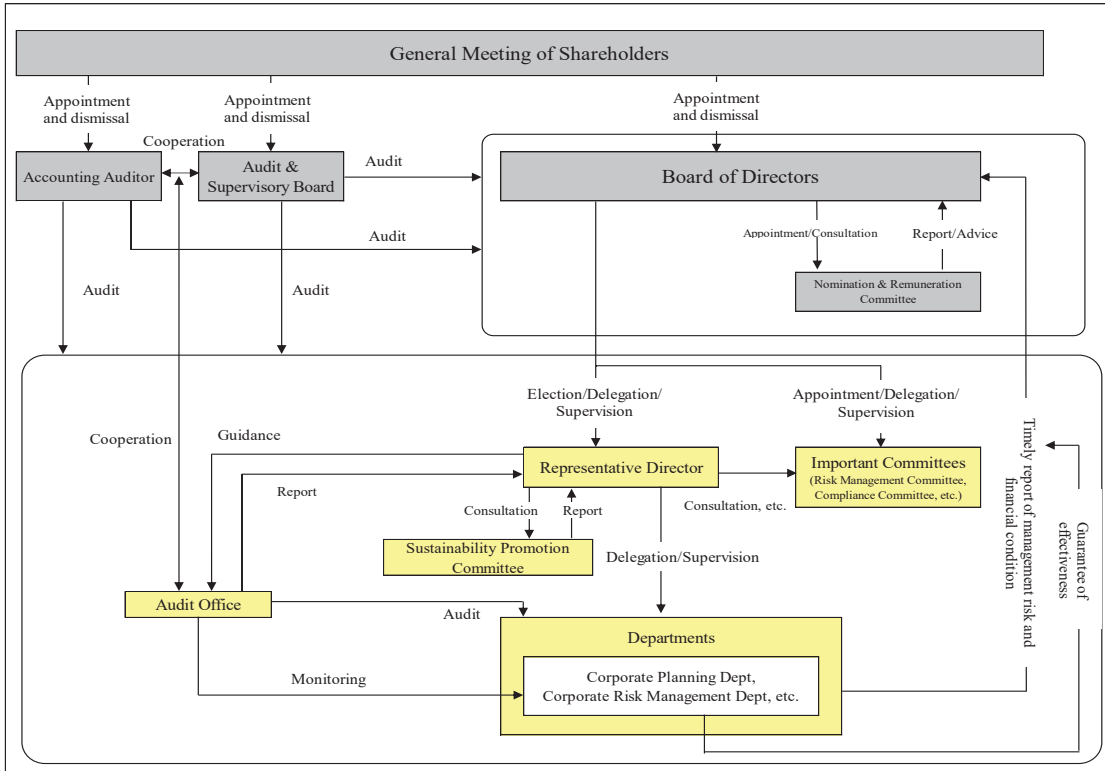 General Meeting of Shareholders
Appointment
and dismissal
Appointment
and dismissal
Appointment
and dismissal
Cooperation
Accounting Auditor
Audit &
Supervisory Board
Audit
Board of Directors
Audit
Appointment/Consultation
Report/Advice
Audit
Audit
Nomination & Remuneration
Committee
Election/Delegation/
Supervision
Appointment/Delegation/
Supervision
Cooperation
Guidance
Representative Director
Important Committees
(Risk Management Committee,
Compliance Committee, etc.)
Report
Consultation
Report
Consultation, etc.
Sustainability Promotion
Committee
Delegation/Supervision
Timely report of management risk and
financial condition
Guarantee of
effectiveness
Audit Office
Audit
Departments
Monitoring
Corporate Planning Dept,
Corporate Risk Management Dept, etc.